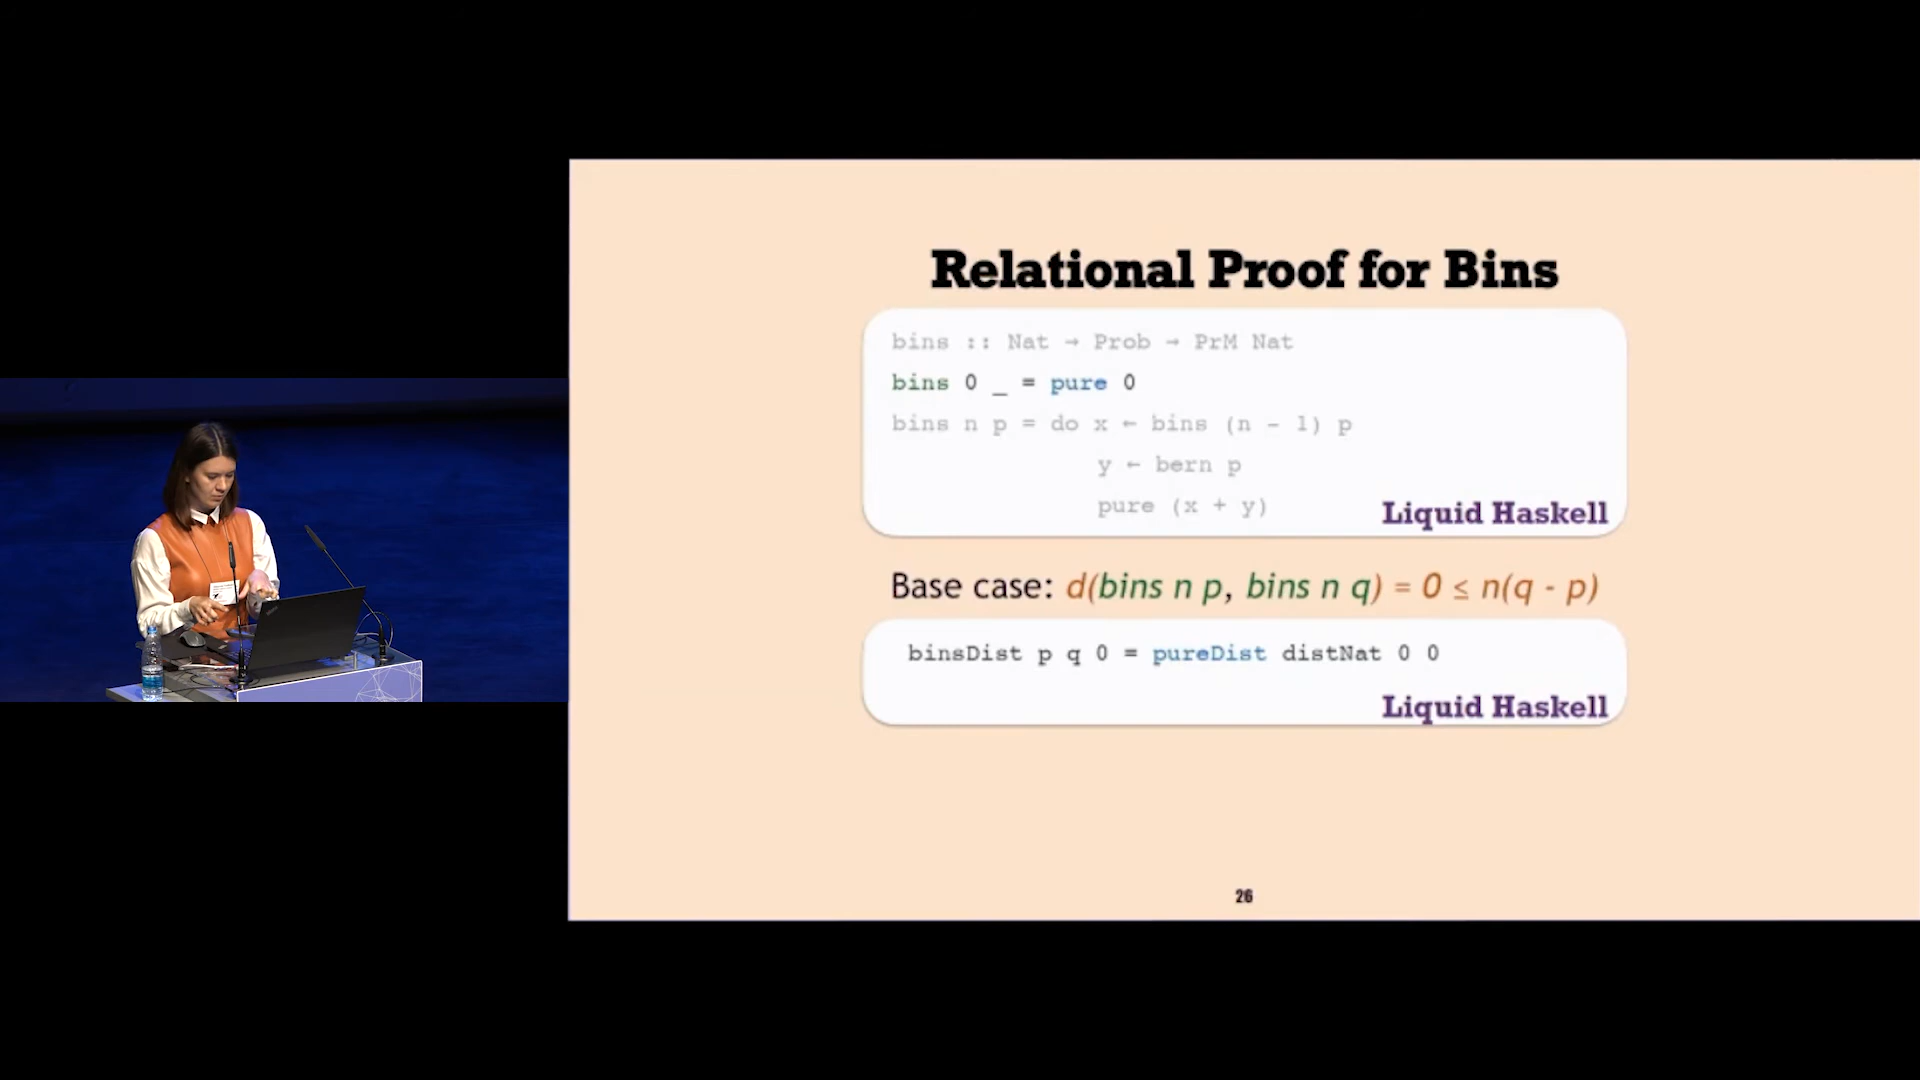 Relational Proof for Bins
bins :: Nat → Prob → PrM Nat
bins 0 _ = pure 0
bins n p = do x ← bins (n - 1) p
y ← bern p
pure (x + y)
Liquid Haskell
Base case: d(bins n p, bins n q) = 0 ≤ n(q - p)
binsDist p q 0 = pureDist distNat 0 0
Liquid Haskell
26